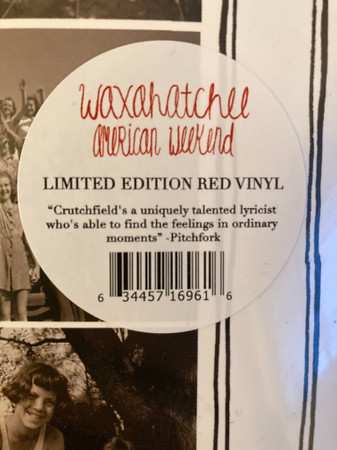 waxahatchee
american weekend
LIMITED EDITION RED VINYL
“Crutchfield's a uniquely talented lyricist
who's able to find the feelings in ordinary
moments” -Pitchfork
6 34457 16961 6